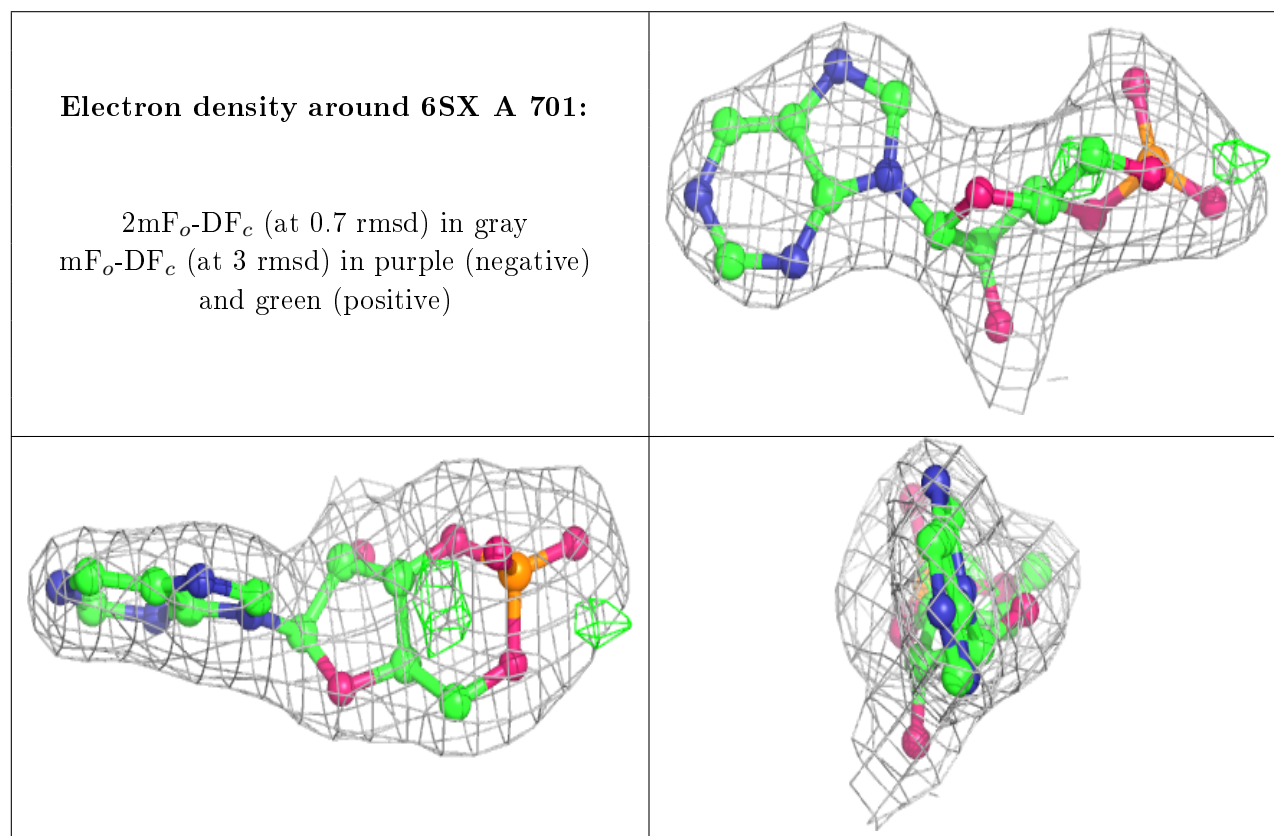 Electron density around 6SX A 701:
2mFₒ-DF𝒸 (at 0.7 rmsd) in gray
mFₒ-DF𝒸 (at 3 rmsd) in purple (negative)
and green (positive)